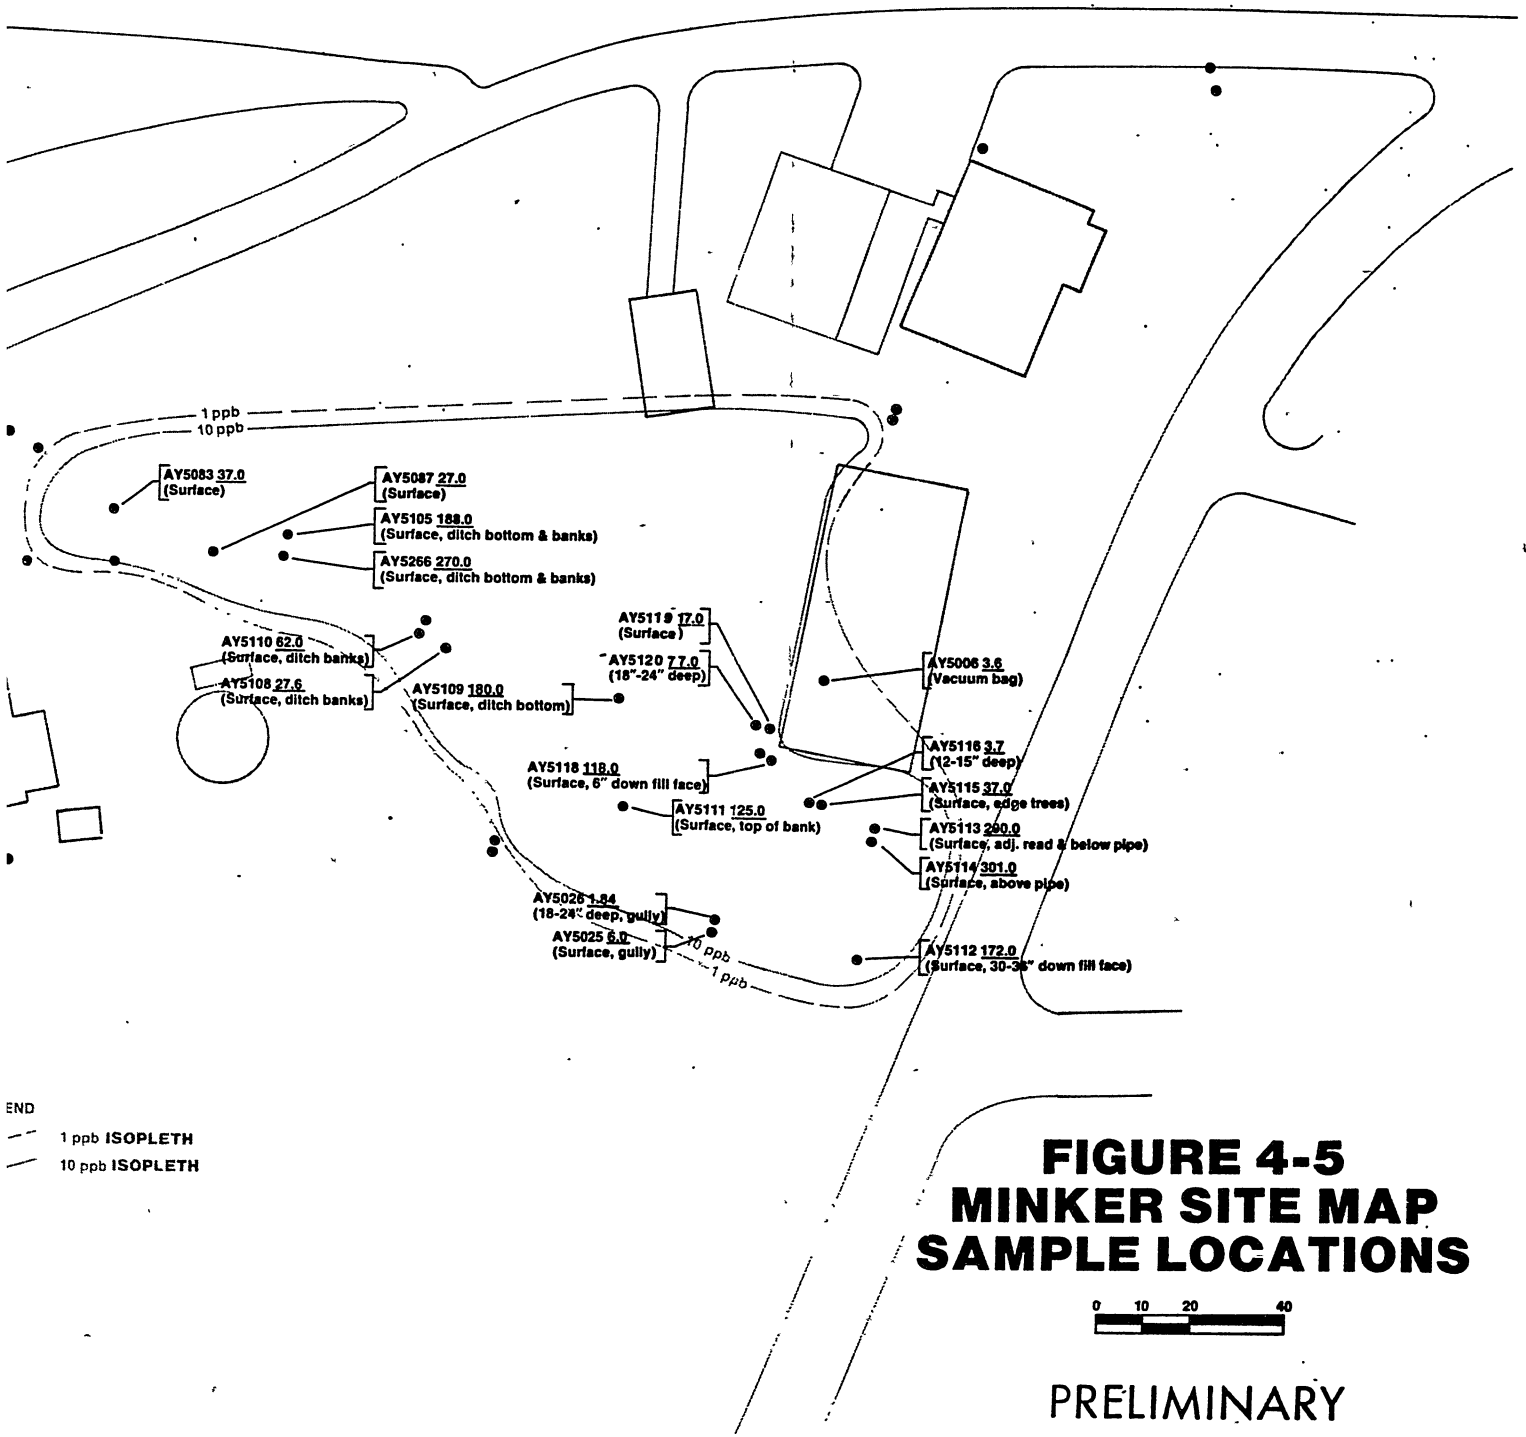 1 ppb
10 ppb
AY5083 37.0
(Surface)
AY5087 27.0
(Surface)
AY5105 188.0
(Surface, ditch bottom & banks)
AY5266 270.0
(Surface, ditch bottom & banks)
AY5110 62.0
(Surface, ditch banks)
AY5108 27.6
(Surface, ditch banks)
AY5109 180.0
(Surface, ditch bottom)
AY5119 17.0
(Surface)
AY5120 77.0
(18"-24" deep)
AY5006 3.6
(Vacuum bag)
AY5118 118.0
(Surface, 6" down fill face)
AY5111 125.0
(Surface, top of bank)
AY5116 3.7
(12-15" deep)
AY5115 37.0
(Surface, edge trees)
AY5113 290.0
(Surface, adj. read & below pipe)
AY5114 301.0
(Surface, above pipe)
AY5026 1.84
(18-24" deep, gully)
AY5025 6.0
(Surface, gully)
10 ppb
1 ppb
AY5112 172.0
(Surface, 30-36" down fill face)
END
1 ppb ISOPLETH
10 ppb ISOPLETH
FIGURE 4-5
MINKER SITE MAP
SAMPLE LOCATIONS
0 10 20 40
PRELIMINARY